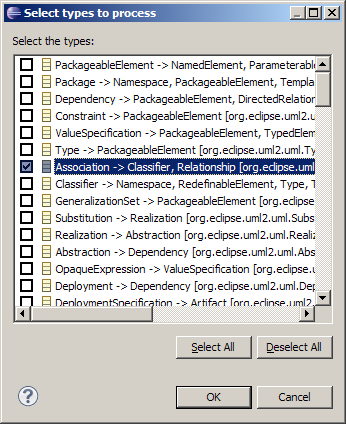 Select types to process
Select the types:
PackageableElement -> NamedElement, Parameterable
Package -> Namespace, PackageableElement, Templa
Dependency -> PackageableElement, DirectedRelation
Constraint -> PackageableElement [org.eclipse.uml2.
ValueSpecification -> PackageableElement, TypedElem
Type -> PackageableElement [org.eclipse.uml2.uml.Ty
Association -> Classifier, Relationship [org.eclipse.uml
Classifier -> Namespace, RedefinableElement, Type, T
GeneralizationSet -> PackageableElement [org.eclipse
Substitution -> Realization [org.eclipse.uml2.uml.Subs
Realization -> Abstraction [org.eclipse.uml2.uml.Realiz
Abstraction -> Dependency [org.eclipse.uml2.uml.Abs
OpaqueExpression -> ValueSpecification [org.eclipse.u
Deployment -> Dependency [org.eclipse.uml2.uml.Dep
DeploymentSpecification -> Artifact [org.eclipse.uml2.
Select All
Deselect All
?
OK
Cancel